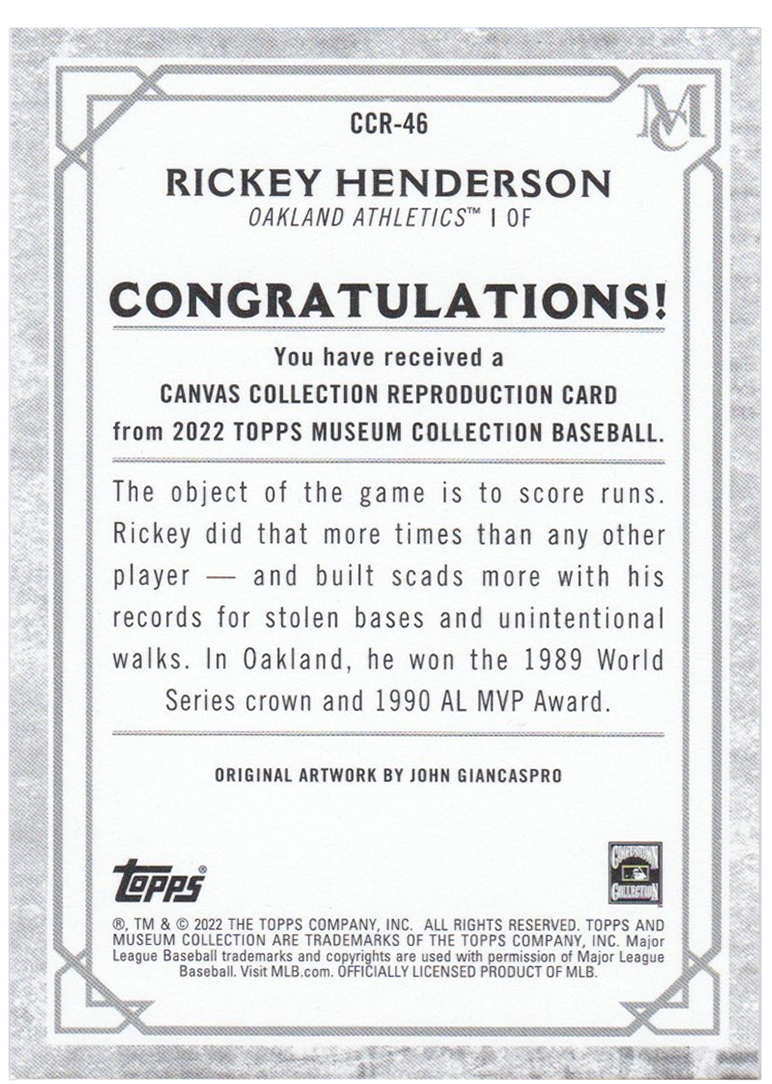 MC
CCR-46
RICKEY HENDERSON
OAKLAND ATHLETICS™ | OF
CONGRATULATIONS!
You have received a
CANVAS COLLECTION REPRODUCTION CARD
from 2022 TOPPS MUSEUM COLLECTION BASEBALL.
The object of the game is to score runs.
Rickey did that more times than any other
player — and built scads more with his
records for stolen bases and unintentional
walks. In Oakland, he won the 1989 World
Series crown and 1990 AL MVP Award.
ORIGINAL ARTWORK BY JOHN GIANCASPRO
topps®
COOPERSTOWN
COLLECTION
®, TM & © 2022 THE TOPPS COMPANY, INC. ALL RIGHTS RESERVED. TOPPS AND
MUSEUM COLLECTION ARE TRADEMARKS OF THE TOPPS COMPANY, INC. Major
League Baseball trademarks and copyrights are used with permission of Major League
Baseball. Visit MLB.com. OFFICIALLY LICENSED PRODUCT OF MLB.